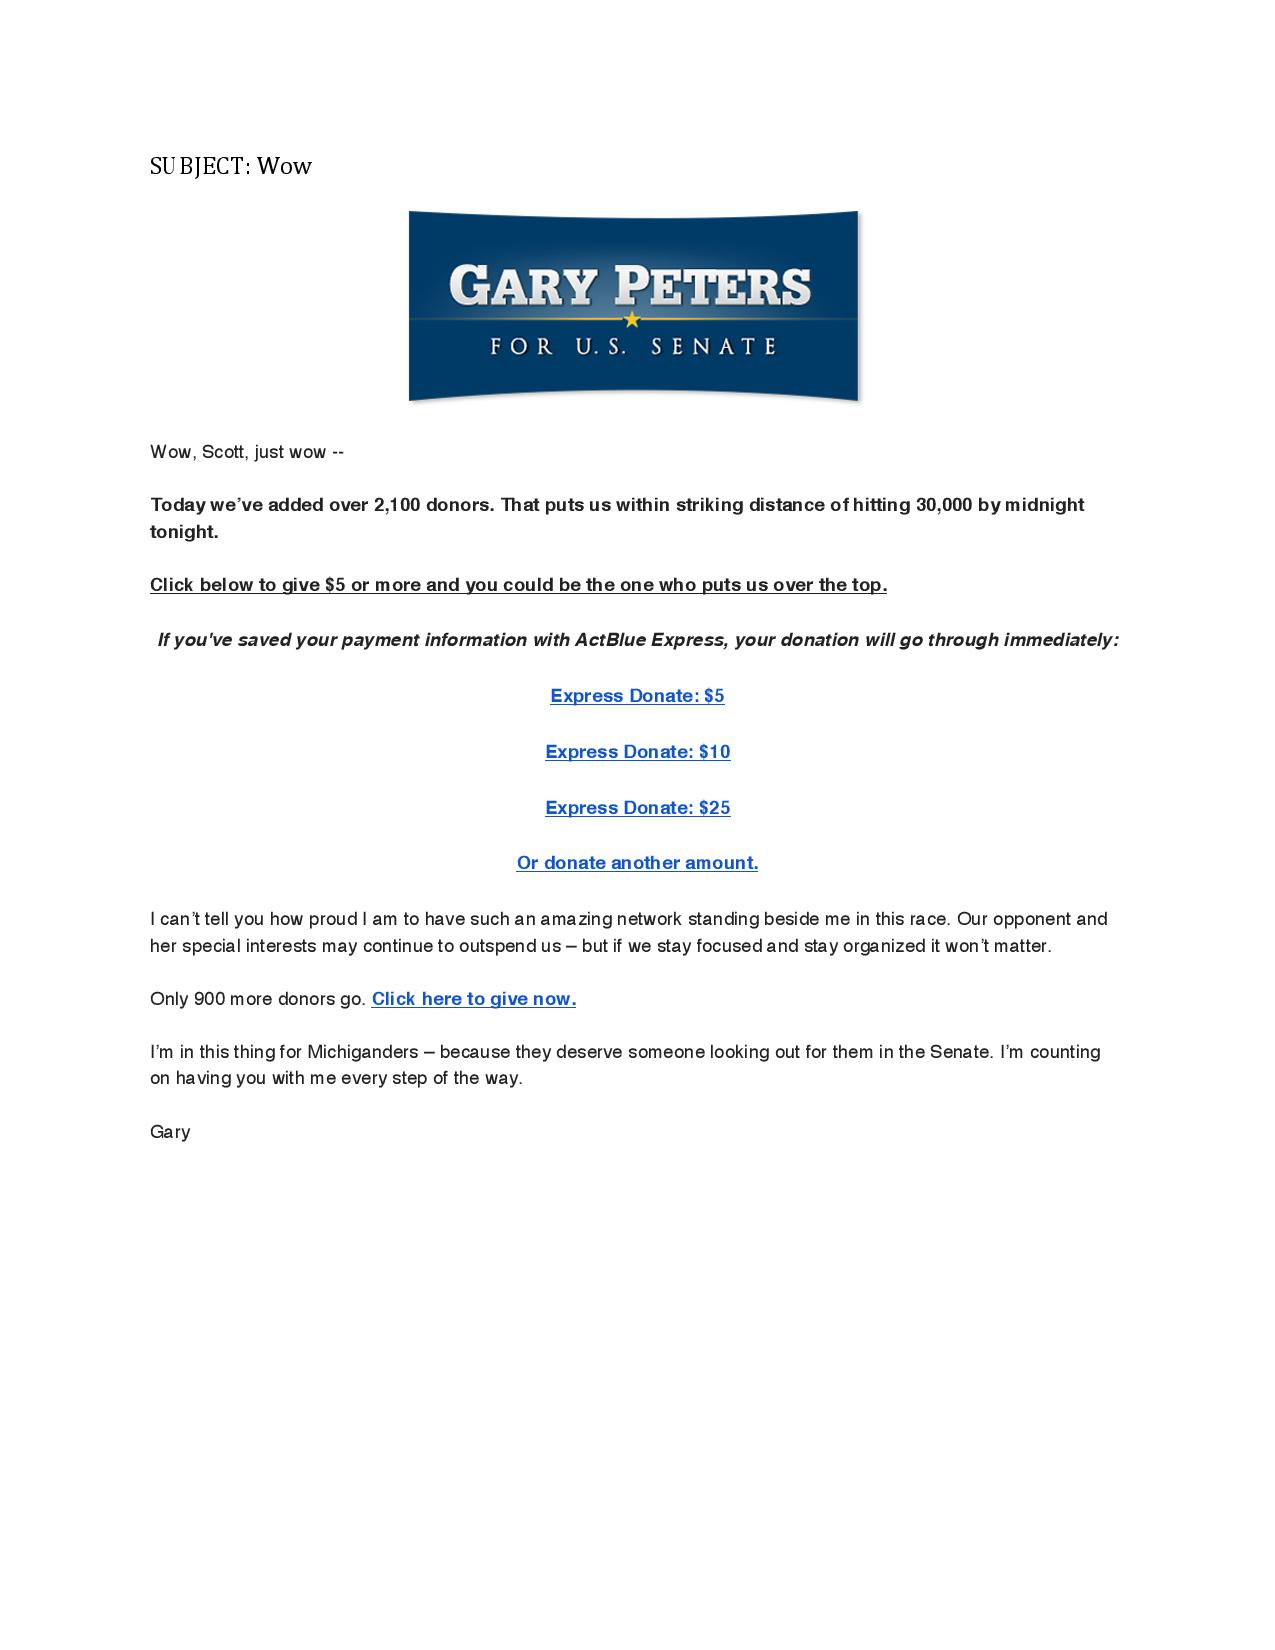 SUBJECT: Wow
GARY PETERS
FOR U.S. SENATE
Wow, Scott, just wow --
Today we’ve added over 2,100 donors. That puts us within striking distance of hitting 30,000 by midnight
tonight.
Click below to give $5 or more and you could be the one who puts us over the top.
If you've saved your payment information with ActBlue Express, your donation will go through immediately:
Express Donate: $5
Express Donate: $10
Express Donate: $25
Or donate another amount.
I can’t tell you how proud I am to have such an amazing network standing beside me in this race. Our opponent and
her special interests may continue to outspend us – but if we stay focused and stay organized it won’t matter.
Only 900 more donors go. Click here to give now.
I’m in this thing for Michiganders – because they deserve someone looking out for them in the Senate. I’m counting
on having you with me every step of the way.
Gary